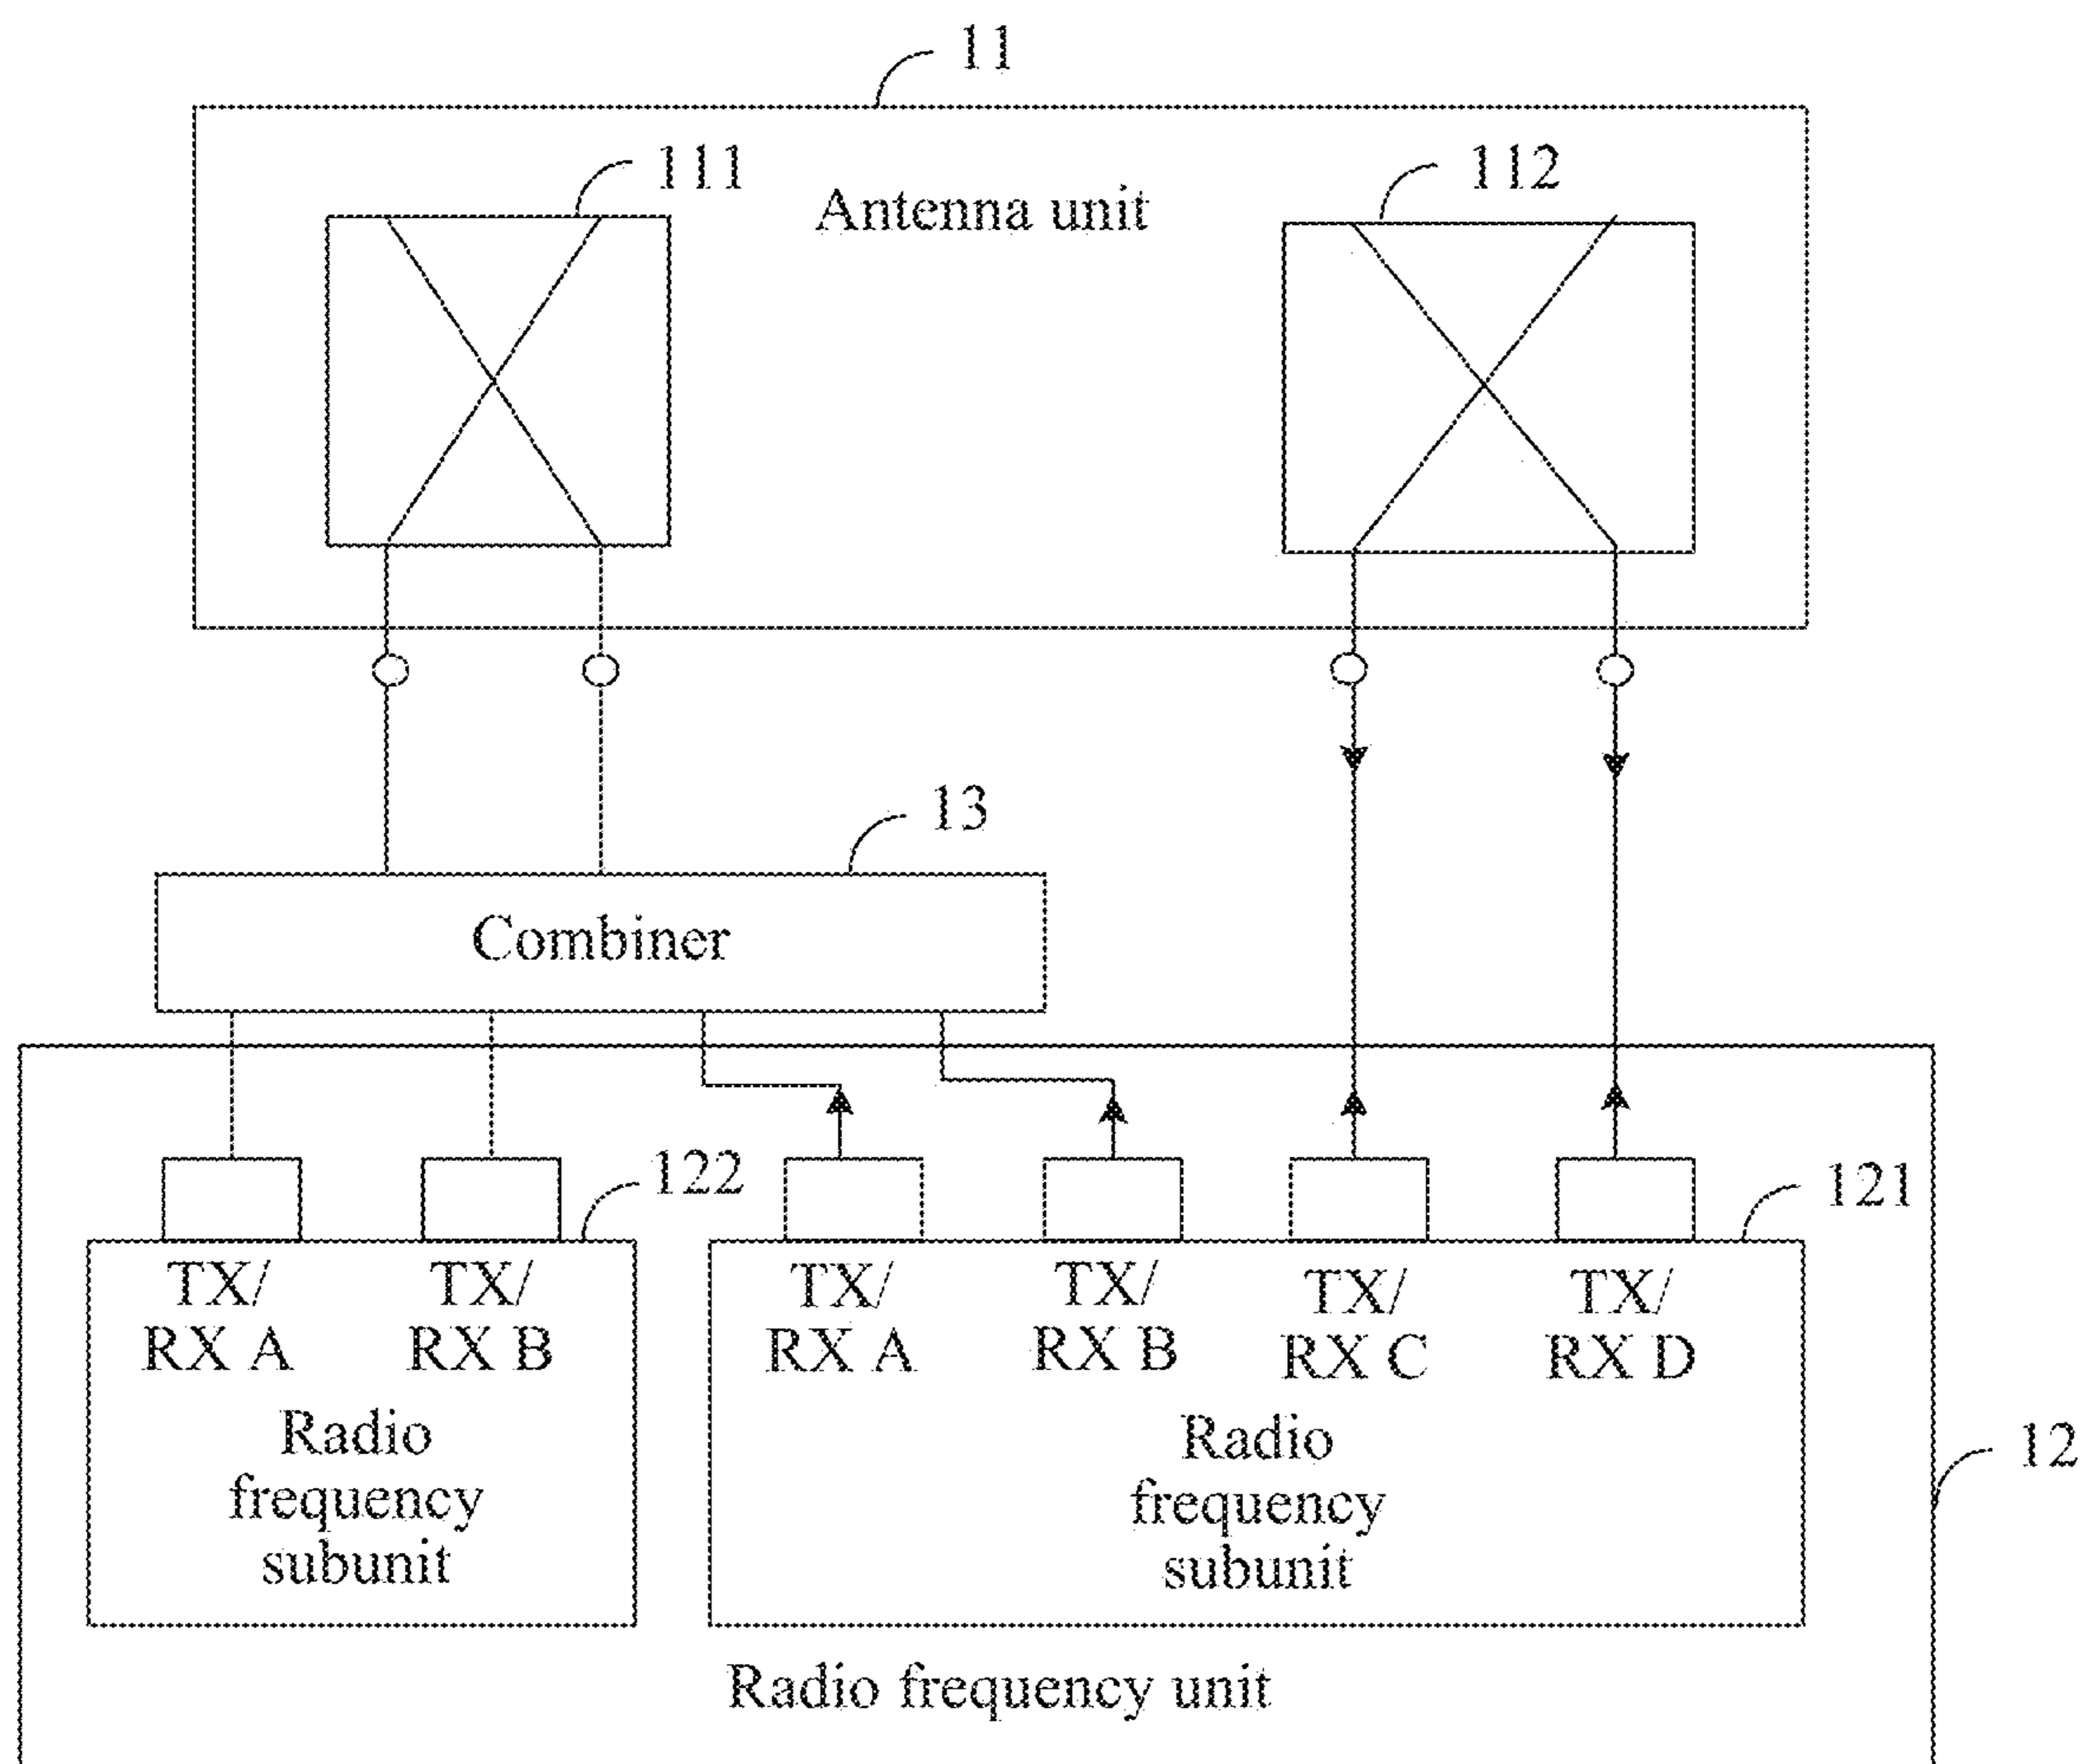 11
111
Antenna unit
112
13
Combiner
122
121
TX/
RX A
TX/
RX B
TX/
RX A
TX/
RX B
TX/
RX C
TX/
RX D
Radio
frequency
subunit
Radio
frequency
subunit
12
Radio frequency unit